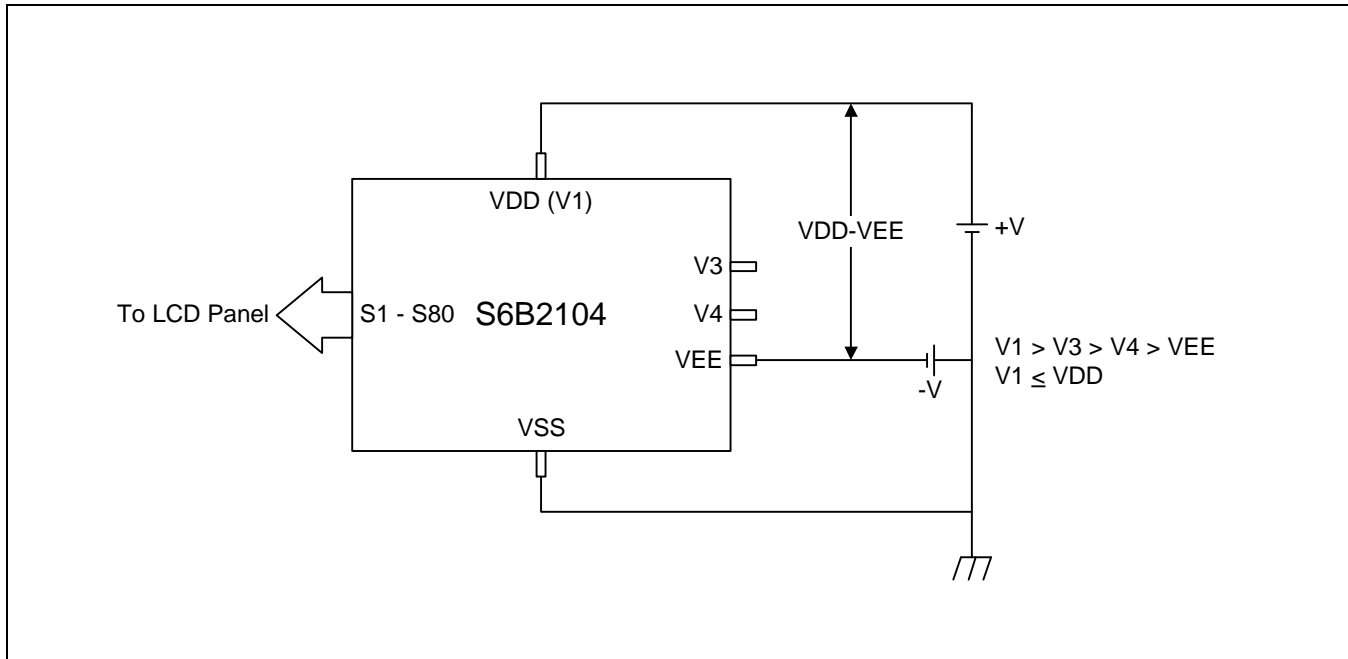 VDD (V1)
VDD-VEE
+V
V3
To LCD Panel
S1 - S80
S6B2104
V4
VEE
V1 > V3 > V4 > VEE
V1 ≤ VDD
-V
VSS